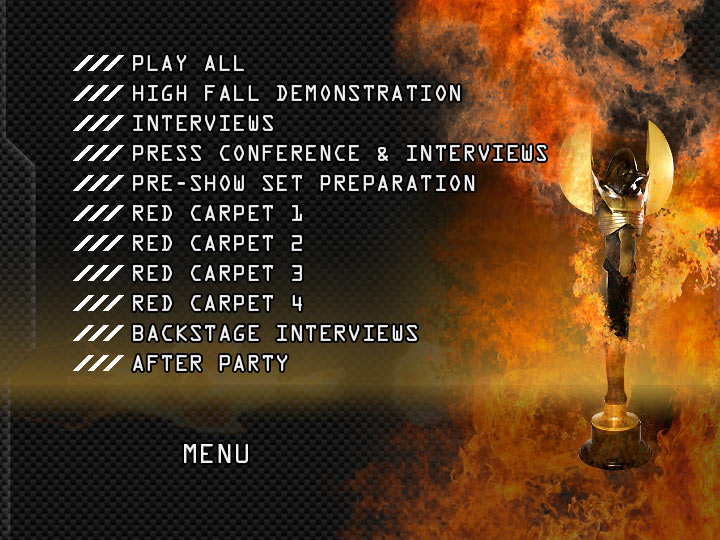 PLAY ALL
HIGH FALL DEMONSTRATION
INTERVIEWS
PRESS CONFERENCE & INTERVIEWS
PRE-SHOW SET PREPARATION
RED CARPET 1
RED CARPET 2
RED CARPET 3
RED CARPET 4
BACKSTAGE INTERVIEWS
AFTER PARTY
MENU